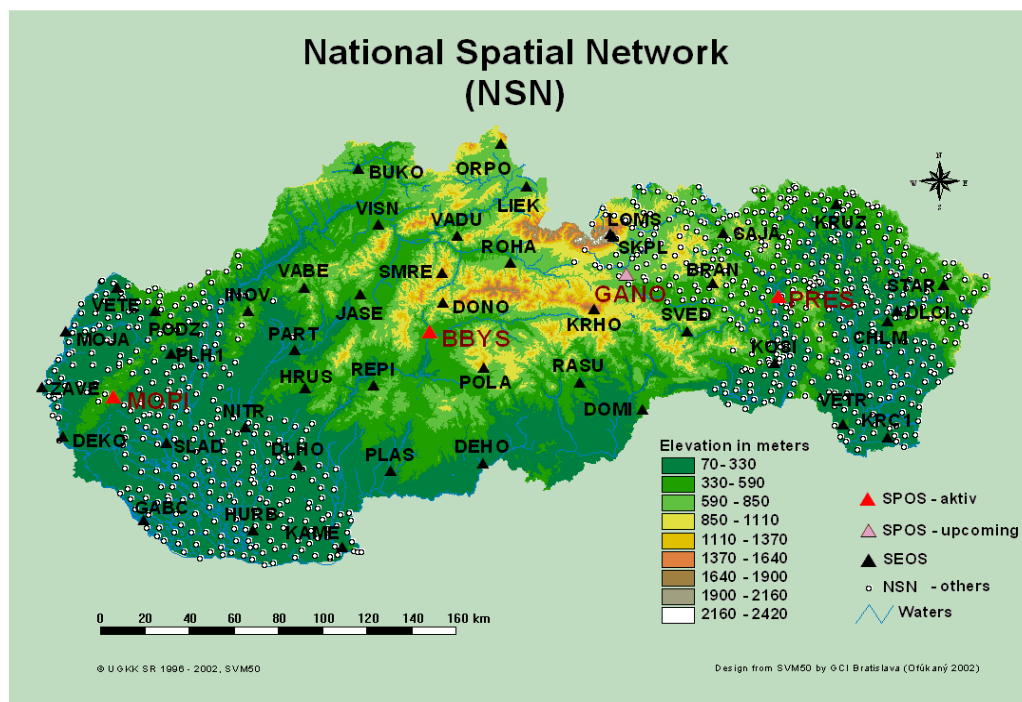 National Spatial Network
(NSN)
N
W
E
S
ORPO
BUKO
LIEK
VISN
VADU
LOMS
SKPL
SAJA
KRUZ
ROHA
VABE
SMRE
GANO
BRAN
PRES
STAR
VETE
INOV
JASE
DONO
KRHO
SVED
DLCI
MOJA
PODZ
PART
BBYS
KOSI
CHLM
PLH1
HRUS
REPI
POLA
RASU
ZAVE
MOPI
NITR
DOMI
VETR
KRC1
DEKO
SLAD
DLHO
PLAS
DEHO
GABC
HURB
KAME
Elevation in meters
70 - 330
330 - 590
590 - 850
850 - 1110
1110 - 1370
1370 - 1640
1640 - 1900
1900 - 2160
2160 - 2420
SPOS - aktiv
SPOS - upcoming
SEOS
NSN - others
Waters
0 20 40 60 80 100 120 140 160 km
© UGKK SR 1996 - 2002, SVM50
Design from SVM50 by GCI Bratislava (Ofúkaný 2002)